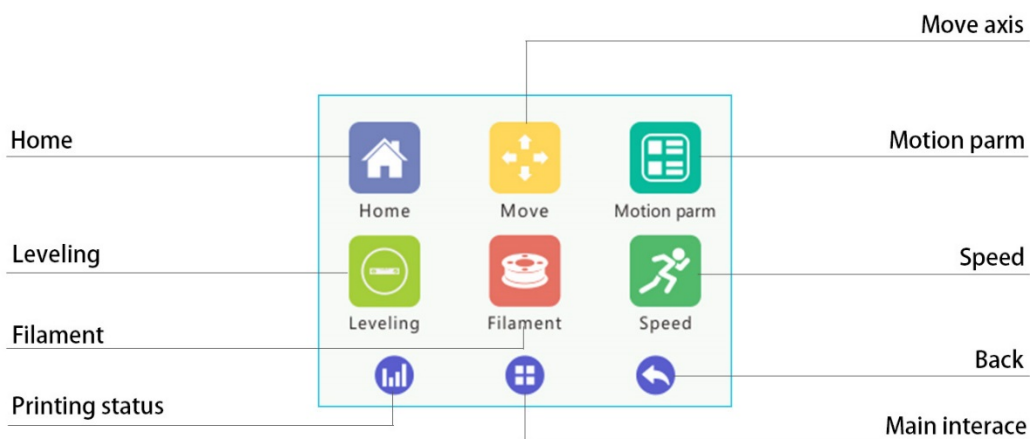 Move axis
Home
Motion parm
Home Move Motion parm
Leveling
Speed
Leveling Filament Speed
Filament
Back
Printing status
Main interace